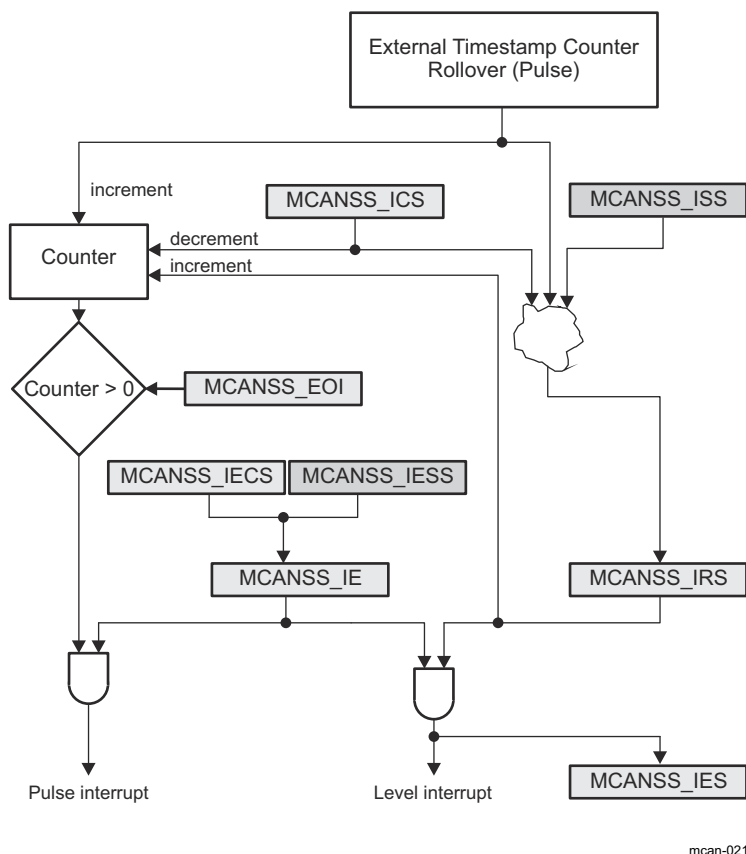 External Timestamp Counter
Rollover (Pulse)
increment
MCANSS_ICS
MCANSS_ISS
decrement
Counter
increment
Counter > 0
MCANSS_EOI
MCANSS_IECS
MCANSS_IESS
MCANSS_IE
MCANSS_IRS
Pulse interrupt
Level interrupt
MCANSS_IES
mcan-021